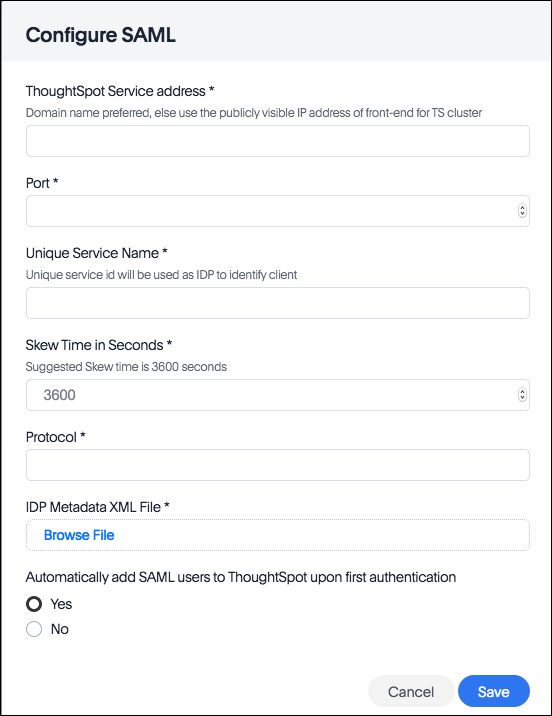 Configure SAML
ThoughtSpot Service address *
Domain name preferred, else use the publicly visible IP address of front-end for TS cluster
Port *
Unique Service Name *
Unique service id will be used as IDP to identify client
Skew Time in Seconds *
Suggested Skew time is 3600 seconds
3600
Protocol *
IDP Metadata XML File *
Browse File
Automatically add SAML users to ThoughtSpot upon first authentication
Yes
No
Cancel Save